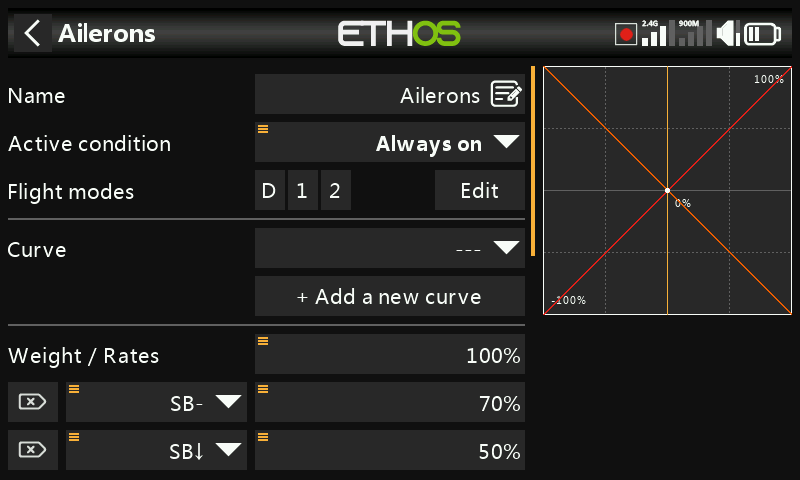 Ailerons
ETHOS
2.4G 900M
Name Ailerons
Active condition Always on
Flight modes D 1 2 Edit
Curve ---
+ Add a new curve
Weight / Rates 100%
SB- 70%
SB↓ 50%
100%
0%
-100%